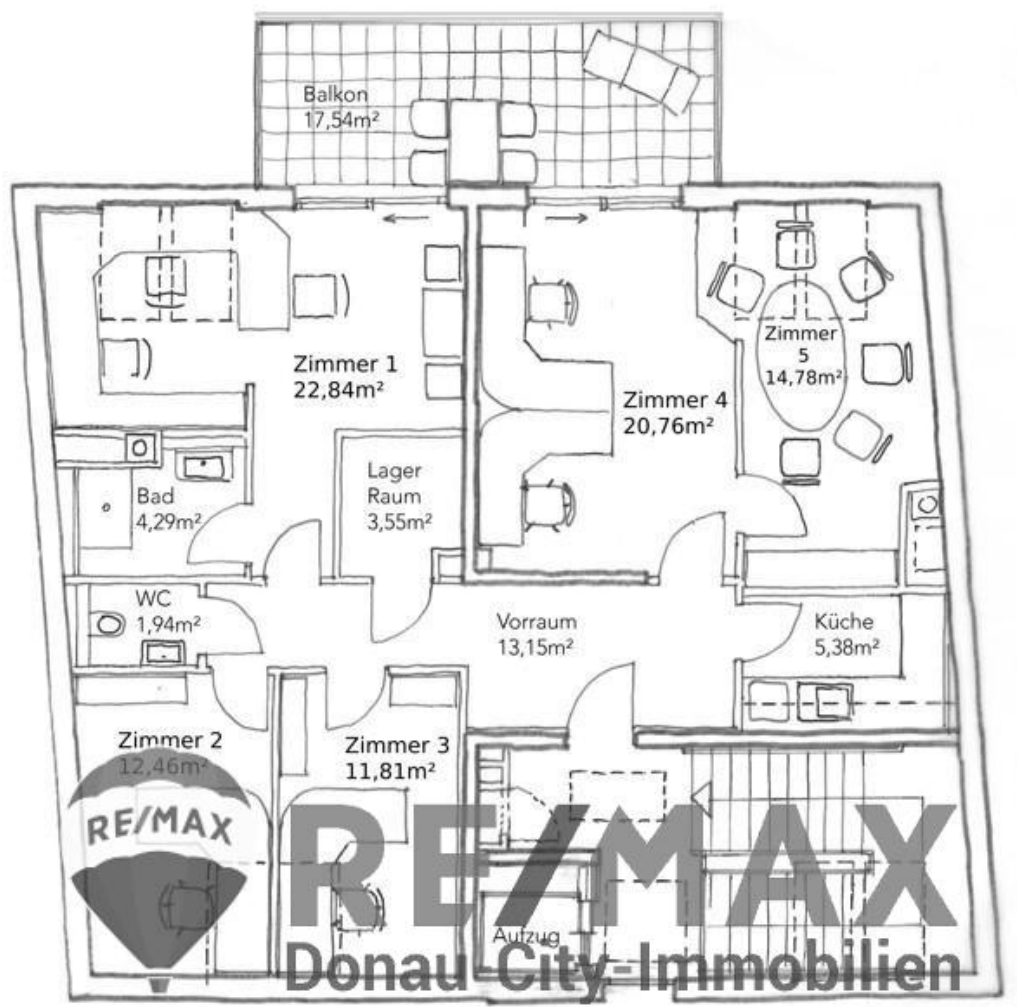 Balkon
17,54m²
Zimmer 1
22,84m²
Zimmer 4
20,76m²
Zimmer
5
14,78m²
Lager
Raum
3,55m²
Bad
4,29m²
WC
1,94m²
Vorraum
13,15m²
Küche
5,38m²
Zimmer 2
12,46m²
Zimmer 3
11,81m²
RE/MAX
RE/MAX
Aufzug
Donau-City-Immobilien